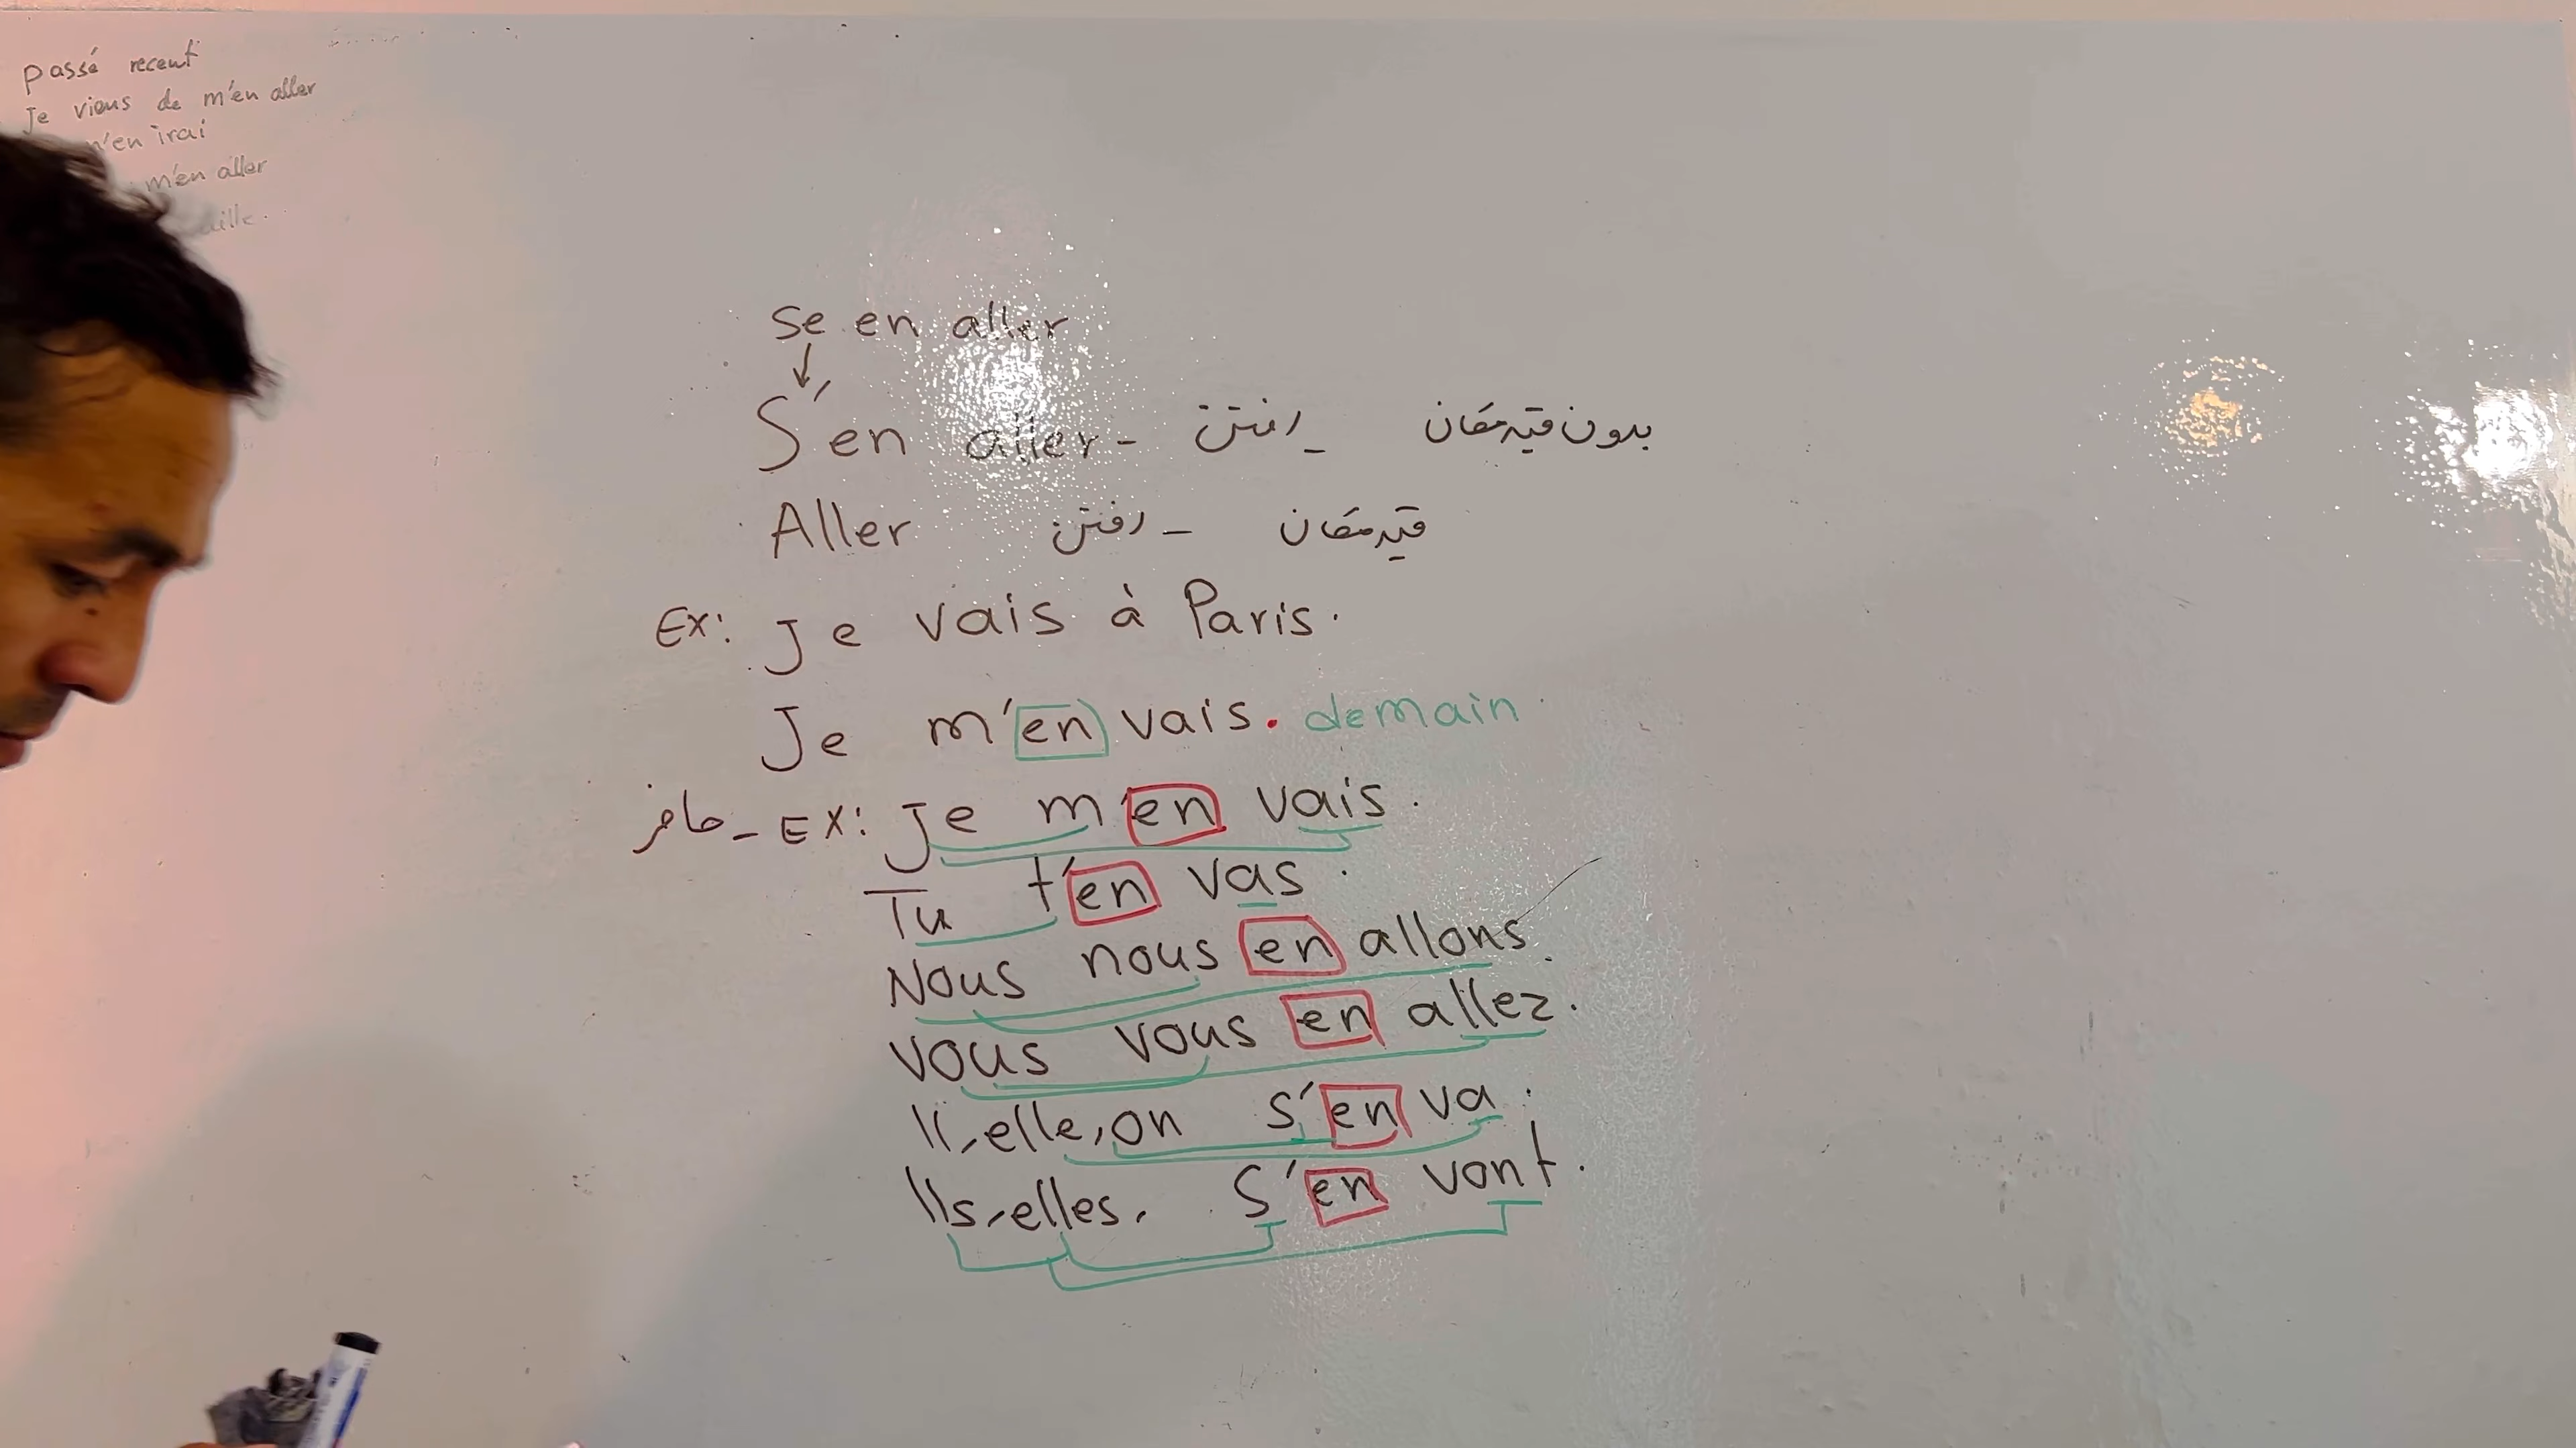 passé recent
Je viens de m'en aller
m'en irai
m'en aller
se en aller
S'en aller - رفتن - بدون قید مکان
Aller رفتن - قید مکان
Ex: Je vais à Paris.
Je m'en vais. demain.
حاضر - Ex: Je m'en vais.
Tu t'en vas.
Nous nous en allons.
Vous vous en allez.
Il, elle, on s'en va.
Ils, elles, s'en vont.